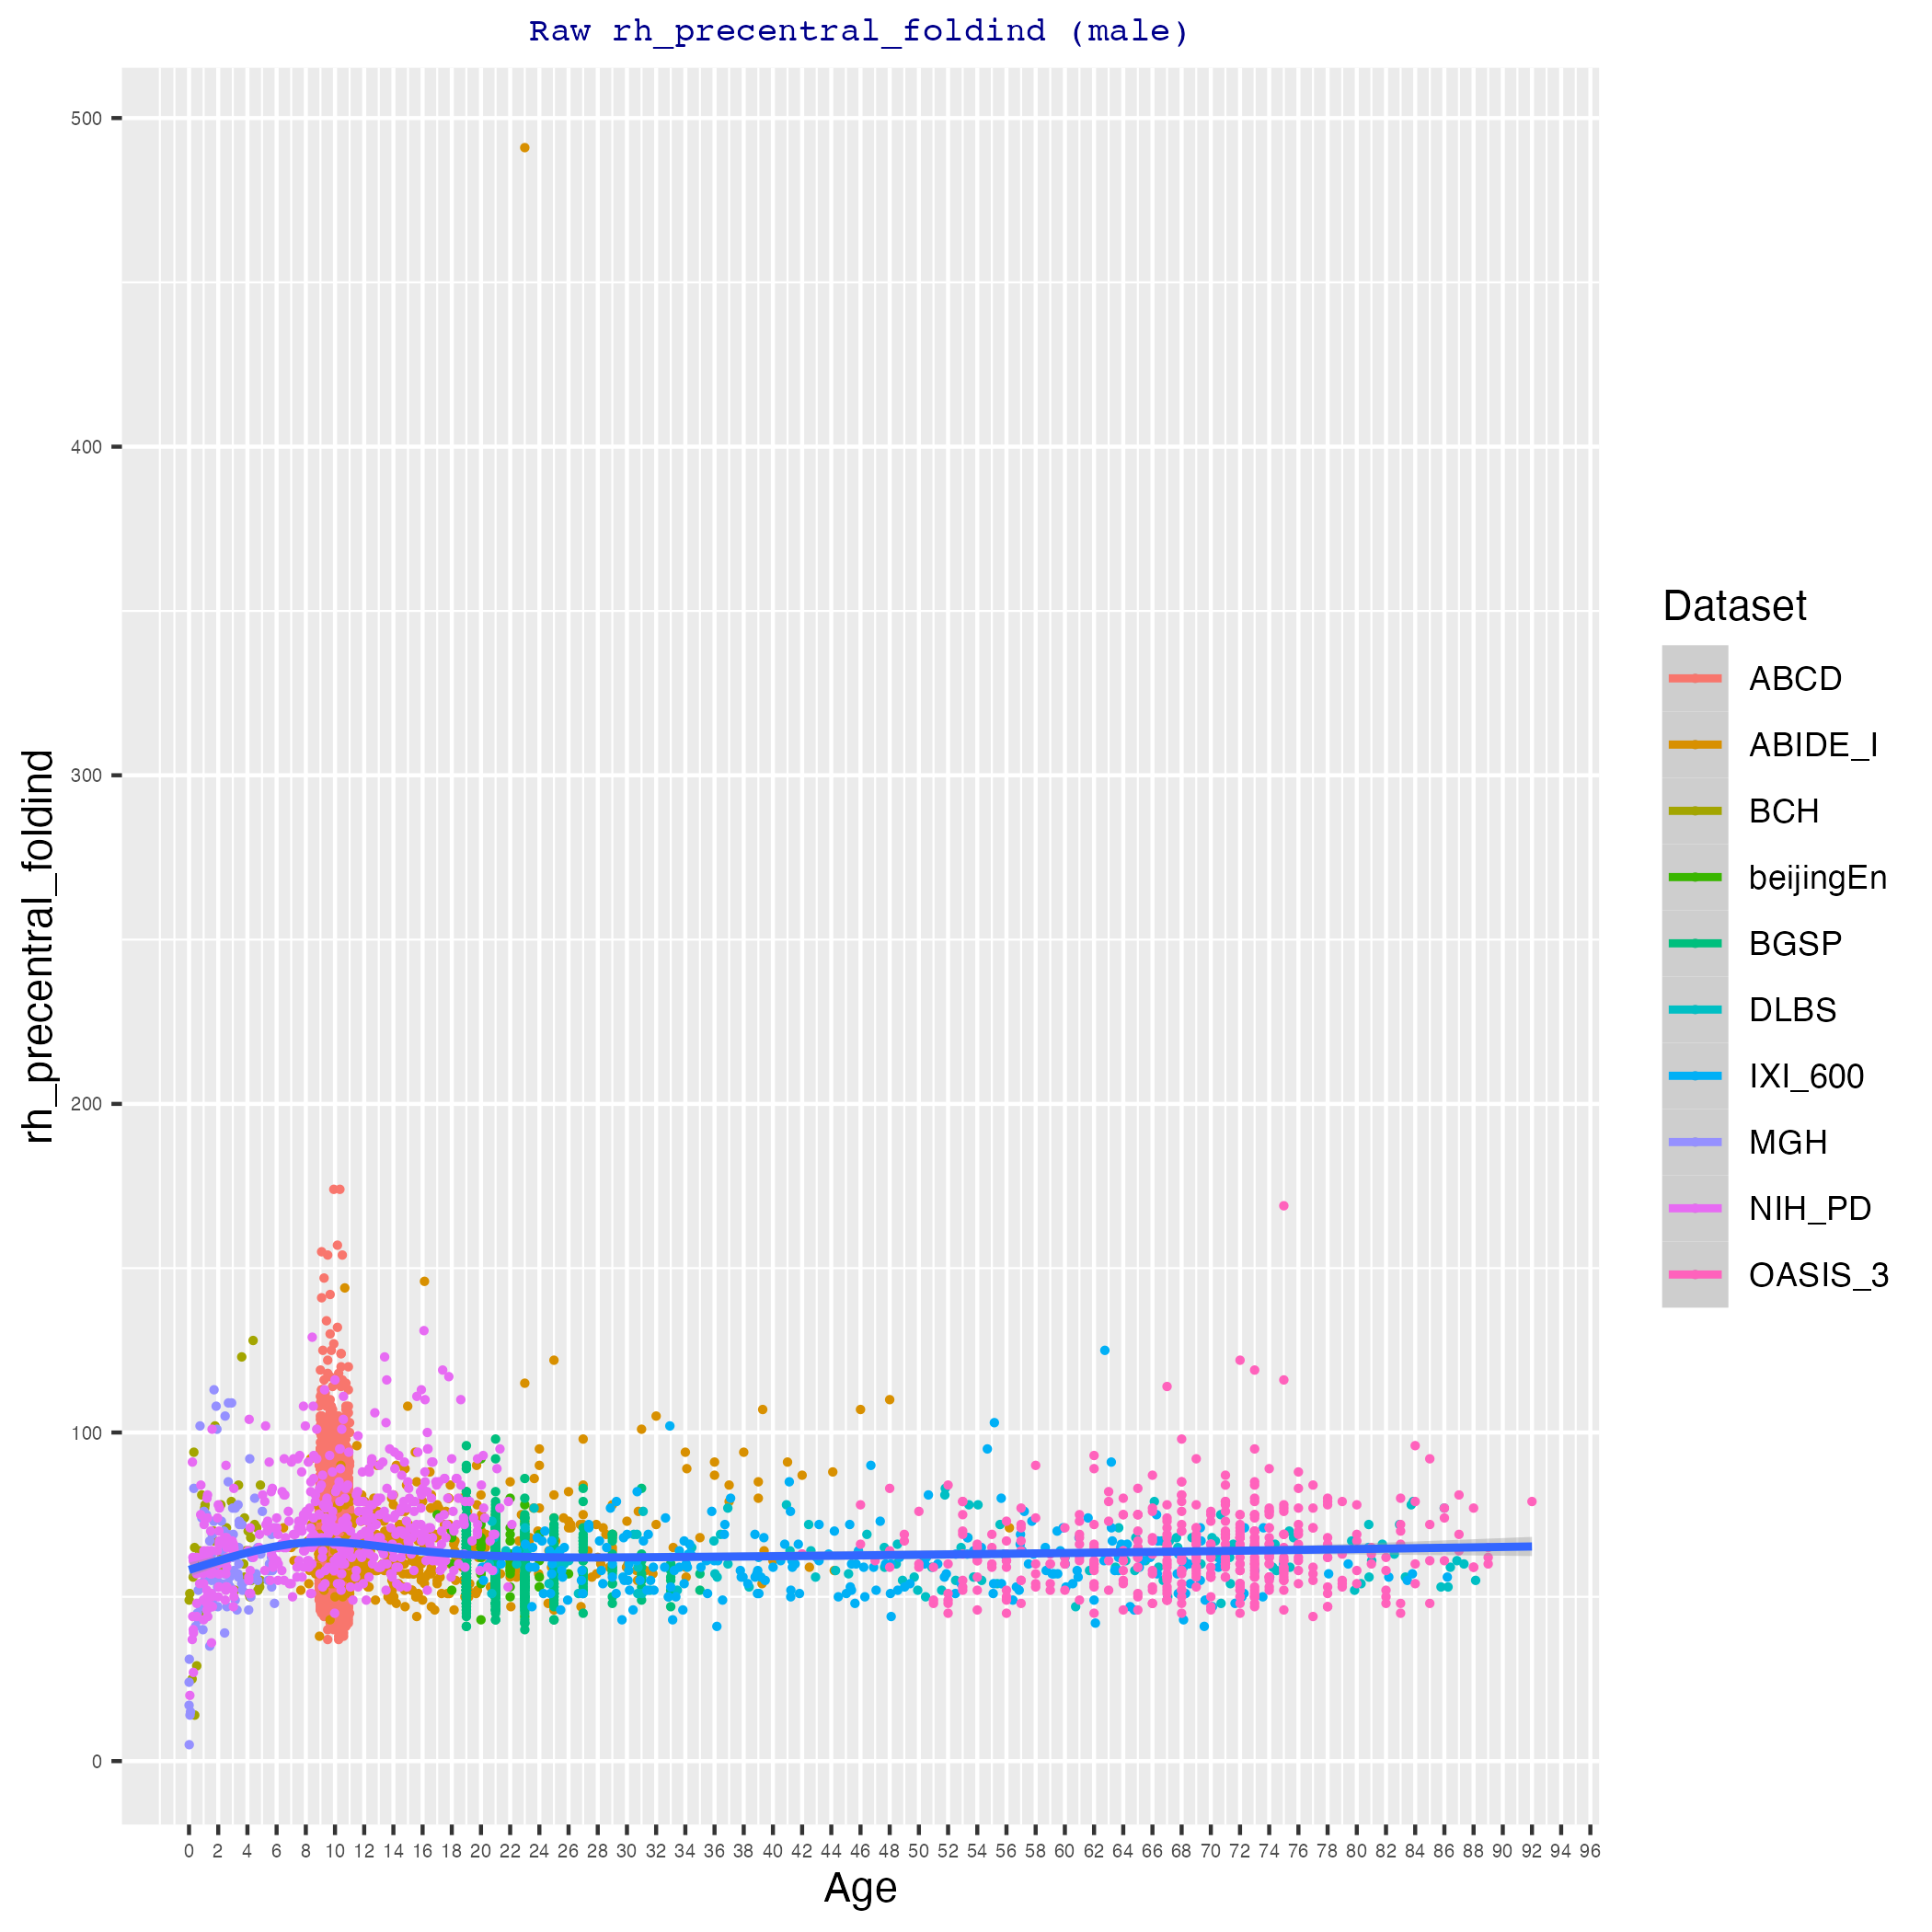 Raw rh_precentral_foldind (male)
500
400
300
200
100
0
rh_precentral_foldind
0 2 4 6 8 10 12 14 16 18 20 22 24 26 28 30 32 34 36 38 40 42 44 46 48 50 52 54 56 58 60 62 64 66 68 70 72 74 76 78 80 82 84 86 88 90 92 94 96
Age
Dataset
ABCD
ABIDE_I
BCH
beijingEn
BGSP
DLBS
IXI_600
MGH
NIH_PD
OASIS_3